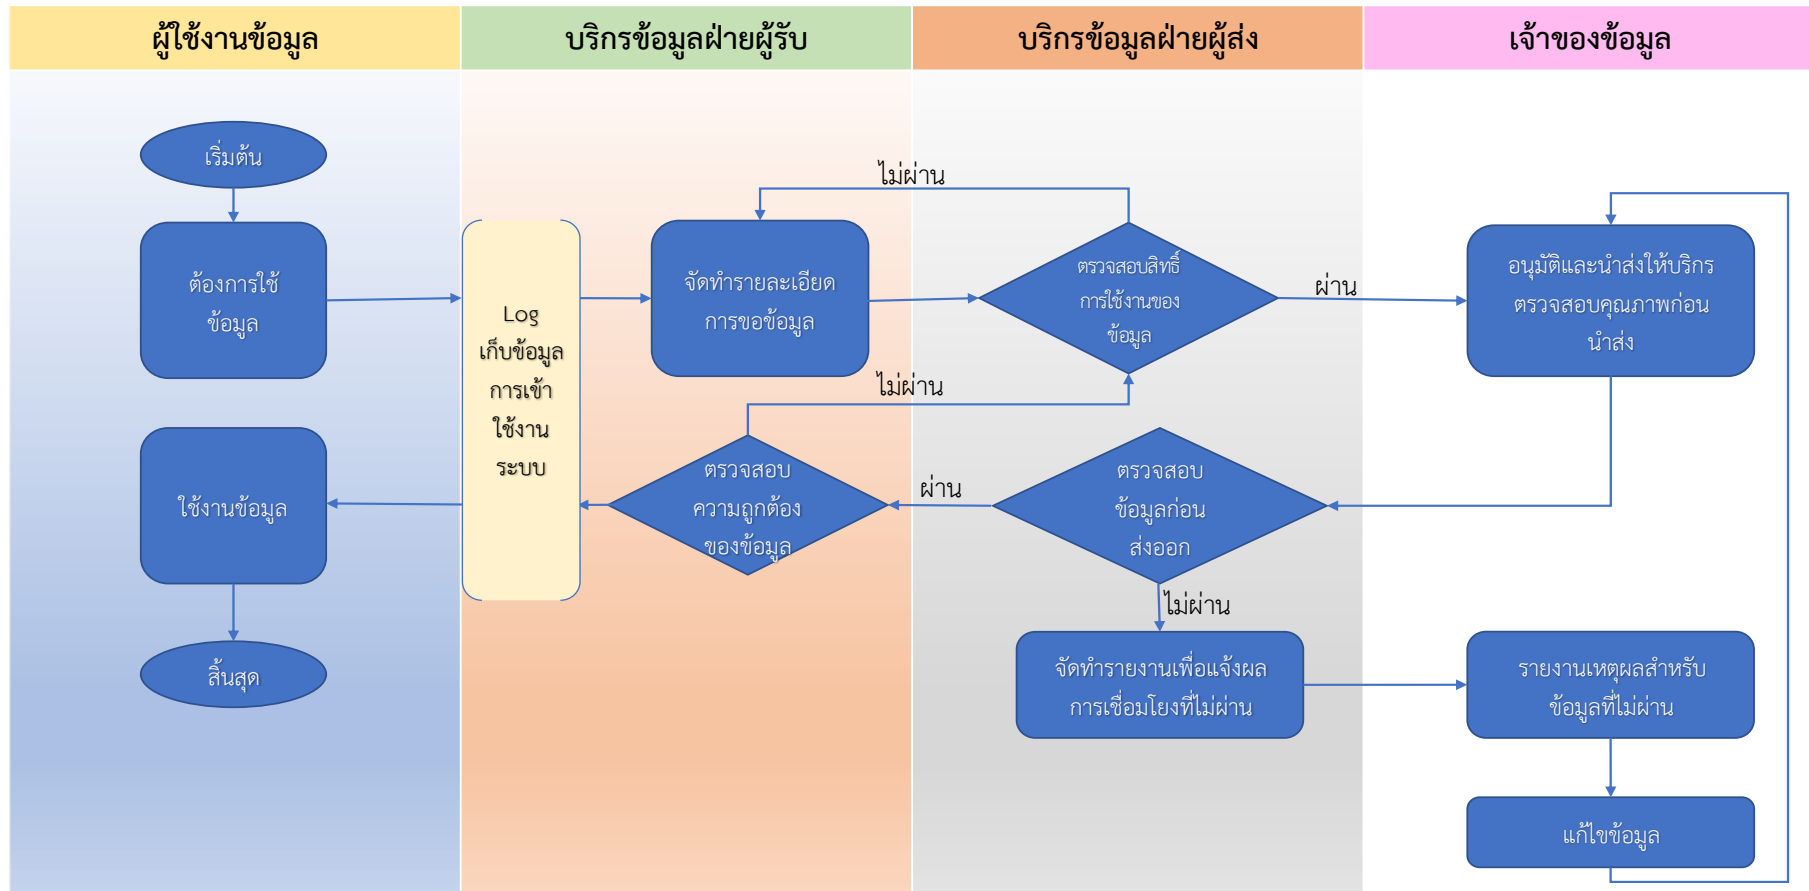 ผู้ใช้งานข้อมูล
บริกรข้อมูลฝ่ายผู้รับ
บริกรข้อมูลฝ่ายผู้ส่ง
เจ้าของข้อมูล
เริ่มต้น
ต้องการใช้
ข้อมูล
Log
เก็บข้อมูล
การเข้า
ใช้งาน
ระบบ
จัดทำรายละเอียด
การขอข้อมูล
ไม่ผ่าน
ตรวจสอบสิทธิ์
การใช้งานของ
ข้อมูล
ผ่าน
อนุมัติและนำส่งให้บริกร
ตรวจสอบคุณภาพก่อน
นำส่ง
ไม่ผ่าน
ใช้งานข้อมูล
ตรวจสอบ
ความถูกต้อง
ของข้อมูล
ผ่าน
ตรวจสอบ
ข้อมูลก่อน
ส่งออก
ไม่ผ่าน
สิ้นสุด
จัดทำรายงานเพื่อแจ้งผล
การเชื่อมโยงที่ไม่ผ่าน
รายงานเหตุผลสำหรับ
ข้อมูลที่ไม่ผ่าน
แก้ไขข้อมูล